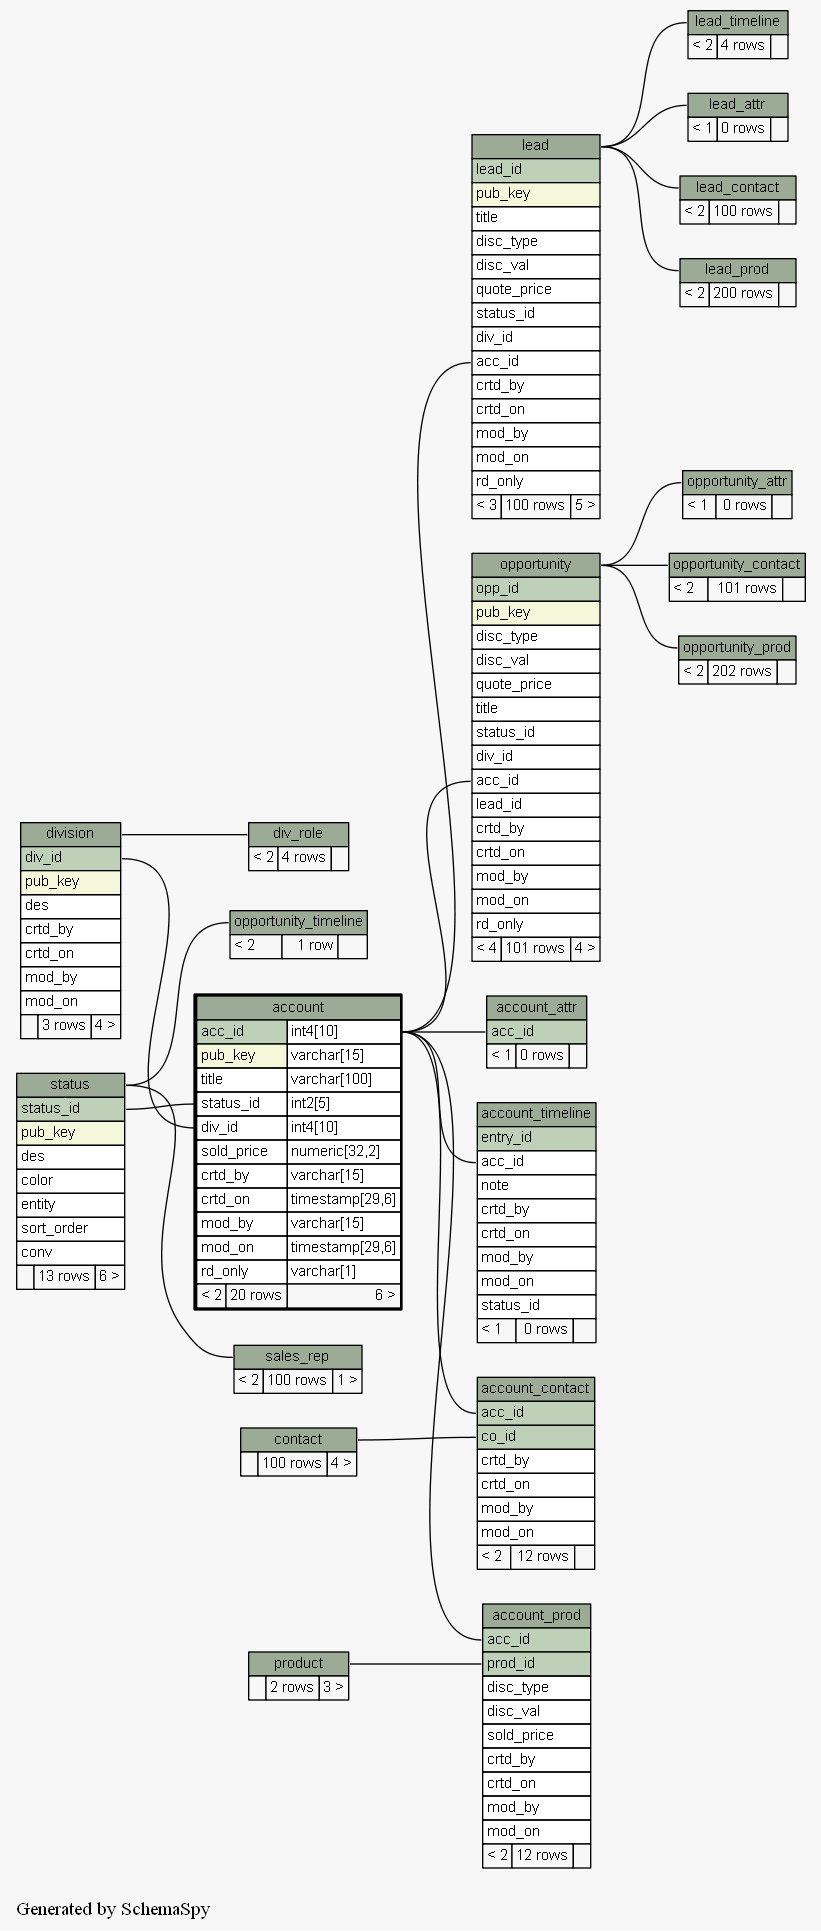 lead_timeline
< 2 4 rows
lead_attr
< 1 0 rows
lead_contact
< 2 100 rows
lead_prod
< 2 200 rows
lead
lead_id
pub_key
title
disc_type
disc_val
quote_price
status_id
div_id
acc_id
crtd_by
crtd_on
mod_by
mod_on
rd_only
< 3 100 rows 5 >
opportunity_attr
< 1 0 rows
opportunity_contact
< 2 101 rows
opportunity_prod
< 2 202 rows
opportunity
opp_id
pub_key
disc_type
disc_val
quote_price
title
status_id
div_id
acc_id
lead_id
crtd_by
crtd_on
mod_by
mod_on
rd_only
< 4 101 rows 4 >
division
div_id
pub_key
des
crtd_by
crtd_on
mod_by
mod_on
3 rows 4 >
div_role
< 2 4 rows
opportunity_timeline
< 2 1 row
status
status_id
pub_key
des
color
entity
sort_order
conv
13 rows 6 >
account
acc_id int4[10]
pub_key varchar[15]
title varchar[100]
status_id int2[5]
div_id int4[10]
sold_price numeric[32,2]
crtd_by varchar[15]
crtd_on timestamp[29,6]
mod_by varchar[15]
mod_on timestamp[29,6]
rd_only varchar[1]
< 2 20 rows 6 >
account_attr
acc_id
< 1 0 rows
account_timeline
entry_id
acc_id
note
crtd_by
crtd_on
mod_by
mod_on
status_id
< 1 0 rows
sales_rep
< 2 100 rows 1 >
contact
100 rows 4 >
account_contact
acc_id
co_id
crtd_by
crtd_on
mod_by
mod_on
< 2 12 rows
product
2 rows 3 >
account_prod
acc_id
prod_id
disc_type
disc_val
sold_price
crtd_by
crtd_on
mod_by
mod_on
< 2 12 rows
Generated by SchemaSpy